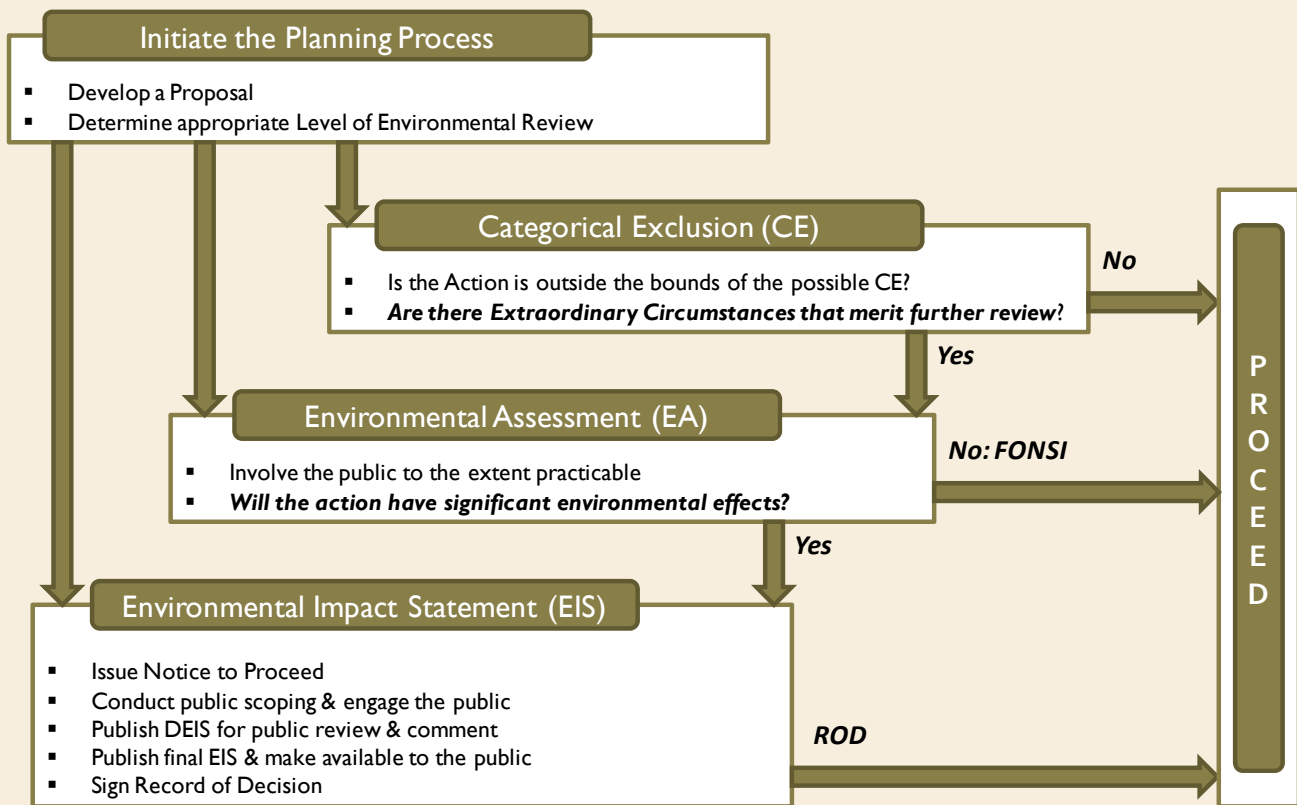 Initiate the Planning Process
▪ Develop a Proposal
▪ Determine appropriate Level of Environmental Review
Categorical Exclusion (CE)
▪ Is the Action is outside the bounds of the possible CE?
▪ Are there Extraordinary Circumstances that merit further review?
No
Yes
Environmental Assessment (EA)
▪ Involve the public to the extent practicable
▪ Will the action have significant environmental effects?
No: FONSI
Yes
Environmental Impact Statement (EIS)
▪ Issue Notice to Proceed
▪ Conduct public scoping & engage the public
▪ Publish DEIS for public review & comment
▪ Publish final EIS & make available to the public
▪ Sign Record of Decision
ROD
PROCEED